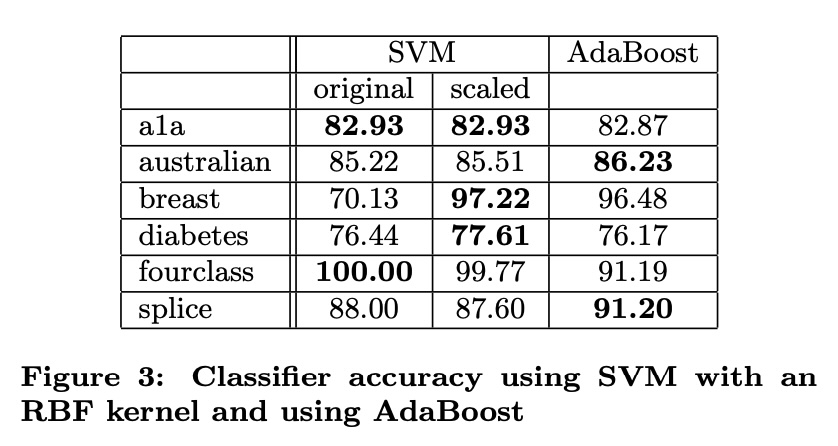 SVM AdaBoost
original scaled
a1a 82.93 82.93 82.87
australian 85.22 85.51 86.23
breast 70.13 97.22 96.48
diabetes 76.44 77.61 76.17
fourclass 100.00 99.77 91.19
splice 88.00 87.60 91.20
Figure 3: Classifier accuracy using SVM with an
RBF kernel and using AdaBoost